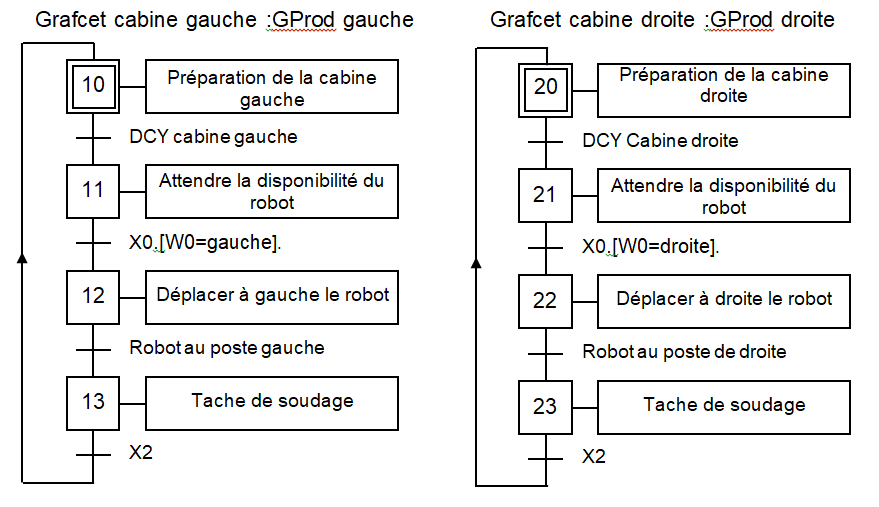 Grafcet cabine gauche :GProd gauche
10
Préparation de la cabine
gauche
DCY cabine gauche
11
Attendre la disponibilité du
robot
X0.[W0=gauche].
12
Déplacer à gauche le robot
Robot au poste gauche
13
Tache de soudage
X2
Grafcet cabine droite :GProd droite
20
Préparation de la cabine
droite
DCY Cabine droite
21
Attendre la disponibilité du
robot
X0.[W0=droite].
22
Déplacer à droite le robot
Robot au poste de droite
23
Tache de soudage
X2